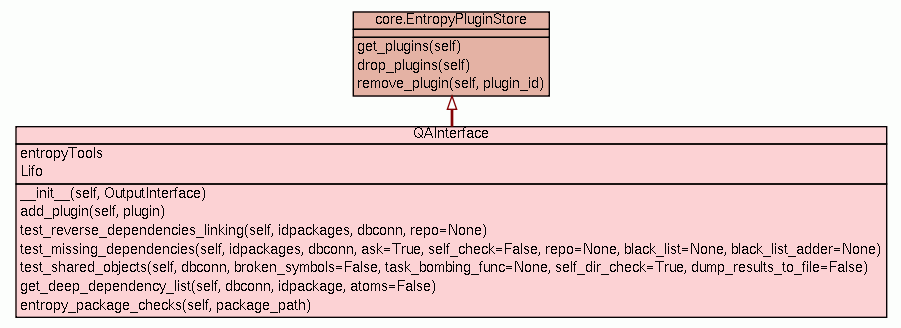 core.EntropyPluginStore
get_plugins(self)
drop_plugins(self)
remove_plugin(self, plugin_id)
QAInterface
entropyTools
Lifo
__init__(self, OutputInterface)
add_plugin(self, plugin)
test_reverse_dependencies_linking(self, idpackages, dbconn, repo=None)
test_missing_dependencies(self, idpackages, dbconn, ask=True, self_check=False, repo=None, black_list=None, black_list_adder=None)
test_shared_objects(self, dbconn, broken_symbols=False, task_bombing_func=None, self_dir_check=True, dump_results_to_file=False)
get_deep_dependency_list(self, dbconn, idpackage, atoms=False)
entropy_package_checks(self, package_path)